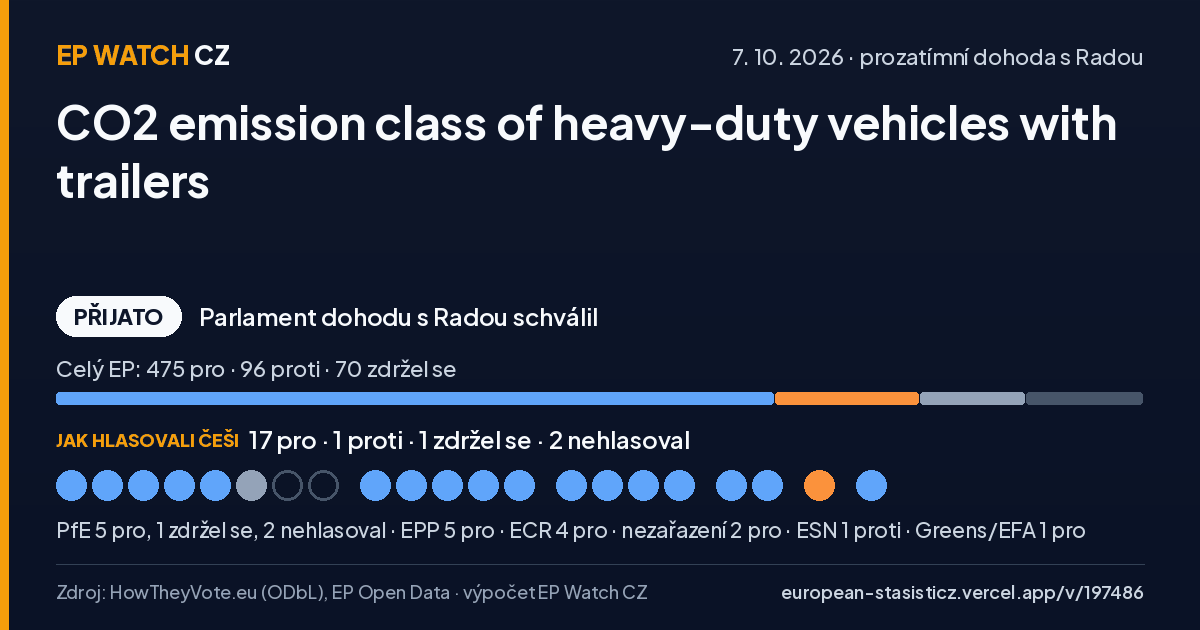 EP WATCH CZ
7. 10. 2026 · prozatímní dohoda s Radou
CO2 emission class of heavy-duty vehicles with
trailers
PŘIJATO
Parlament dohodu s Radou schválil
Celý EP: 475 pro · 96 proti · 70 zdržel se
JAK HLASOVALI ČEŠI 17 pro · 1 proti · 1 zdržel se · 2 nehlasoval
PfE 5 pro, 1 zdržel se, 2 nehlasoval · EPP 5 pro · ECR 4 pro · nezařazení 2 pro · ESN 1 proti · Greens/EFA 1 pro
Zdroj: HowTheyVote.eu (ODbL), EP Open Data · výpočet EP Watch CZ
european-stasisticz.vercel.app/v/197486